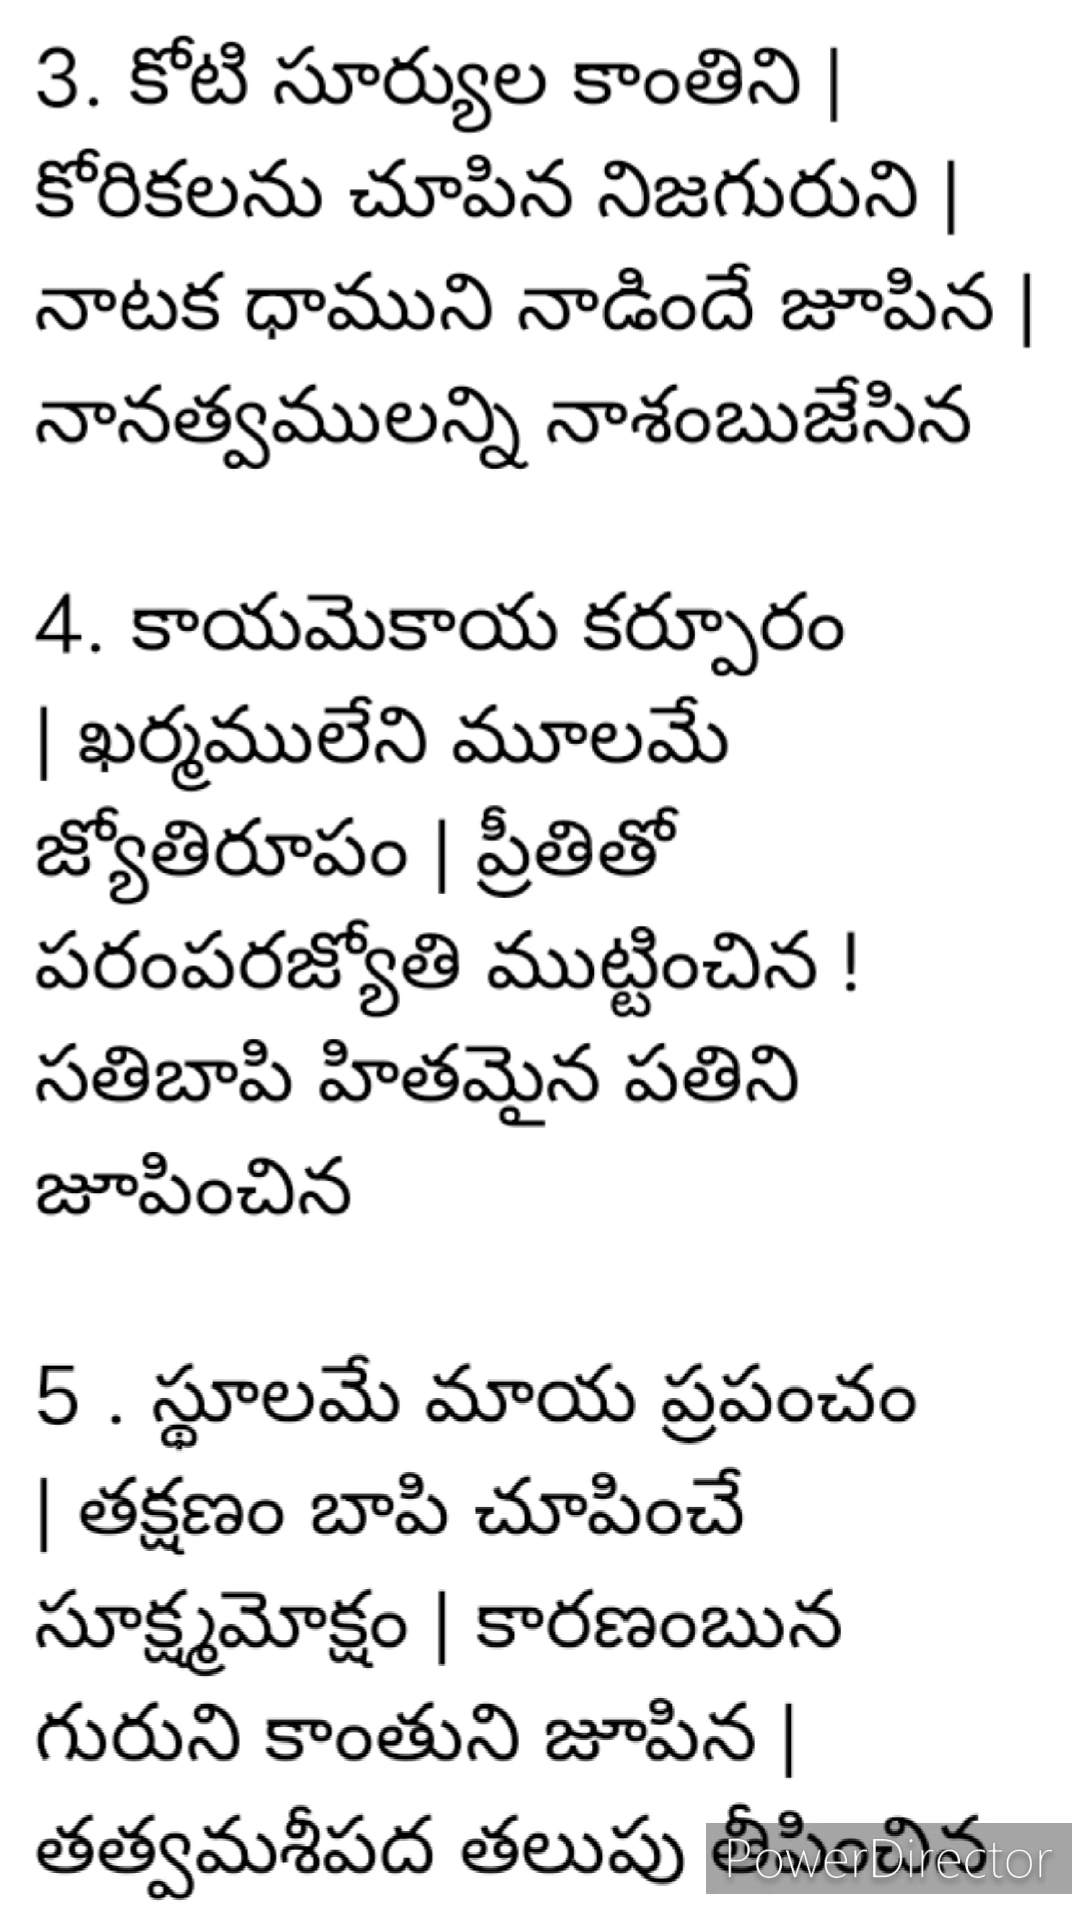 3. కోటి సూర్యుల కాంతిని |
కోరికలను చూపిన నిజగురుని |
నాటక ధాముని నాడిందే జూపిన |
నానత్వములన్ని నాశంబుజేసిన
4. కాయమెకాయ కర్పూరం
| ఖర్మములేని మూలమే
జ్యోతిరూపం | ప్రీతితో
పరంపరజ్యోతి ముట్టించిన !
సతిబాపి హితమైన పతిని
జూపించిన
5 . స్థూలమే మాయ ప్రపంచం
| తక్షణం బాపి చూపించే
సూక్ష్మమోక్షం | కారణంబున
గురుని కాంతుని జూపిన |
తత్వమశీపద తలుపు
PowerDirector